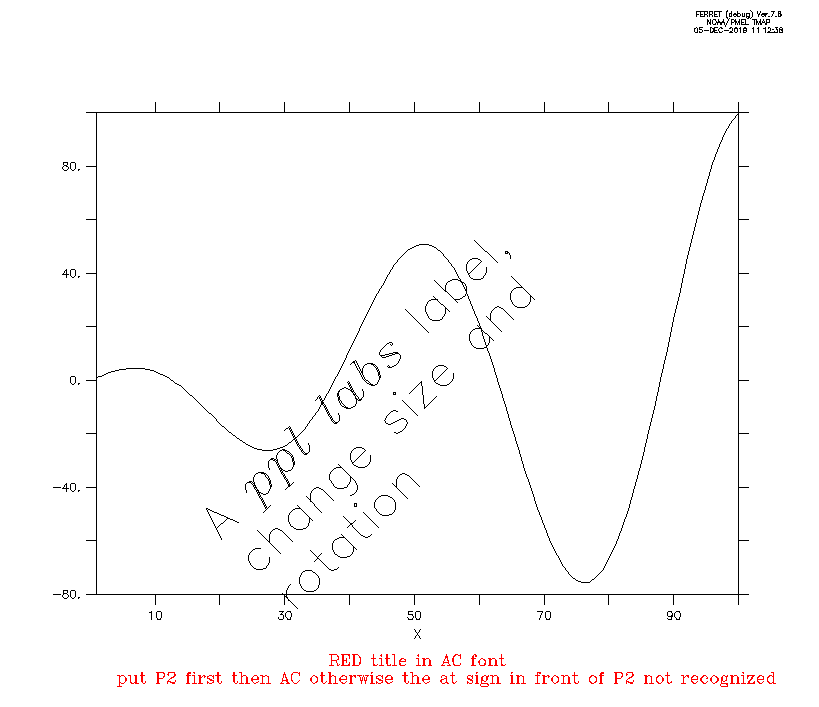 FERRET (debug) Ver.7.6
NOAA/PMEL TMAP
05-DEC-2019 11:12:38
80.
40.
0.
-40.
-80.
A ppl labs label,
change size and
rotation
10 30 50 70 90
X
RED title in AC font
put P2 first then AC otherwise the at sign in front of P2 not recognized